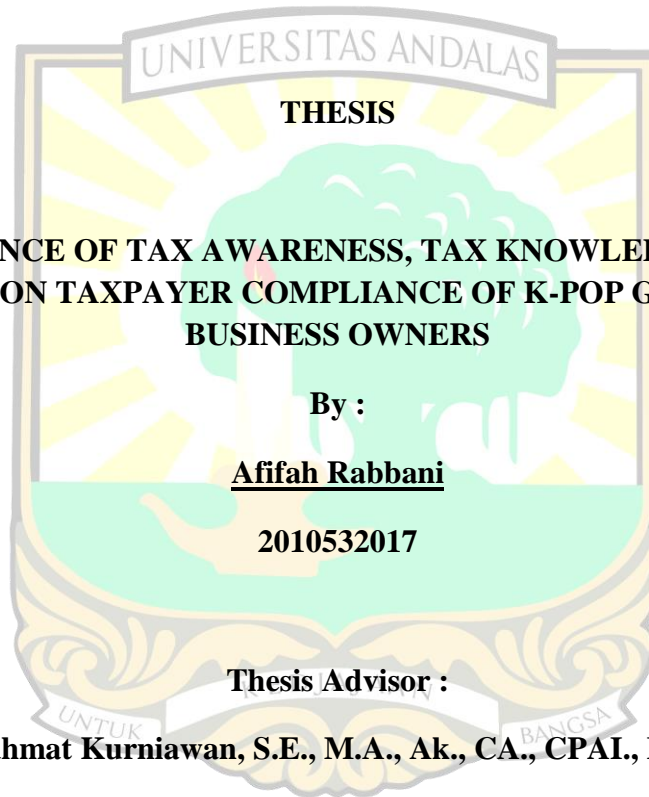 UNIVERSITAS ANDALAS
THESIS
NCE OF TAX AWARENESS, TAX KNOWLE
ON TAXPAYER COMPLIANCE OF K-POP G
BUSINESS OWNERS
By :
Afifah Rabbani
2010532017
Thesis Advisor :
UNTUK BANGSA
hmat Kurniawan, S.E., M.A., Ak., CA., CPAI.,